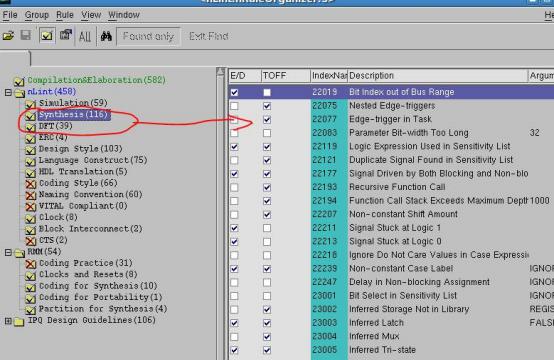 <nLintRuleOrganizer.3>
File Group Rule View Window He
All Found only Exit Find
Compilation&Elaboration(582)
nLint(458)
Simulation(59)
Synthesis(116)
DFT(39)
ERC(4)
Design Style(103)
Language Construct(75)
HDL Translation(5)
Coding Style(66)
Naming Convention(60)
VITAL Compliant(0)
Clock(8)
Block Interconnect(2)
CTS(2)
RMM(54)
Coding Practice(31)
Clocks and Resets(8)
Coding for Synthesis(10)
Coding for Portability(1)
Partition for Synthesis(4)
IPQ Design Guidelines(106)
E/D TOFF IndexNar Description Argum
22019 Bit Index out of Bus Range
22075 Nested Edge-triggers
22077 Edge-trigger in Task
22083 Parameter Bit-width Too Long 32
22119 Logic Expression Used in Sensitivity List
22121 Duplicate Signal Found in Sensitivity List
22177 Signal Driven by Both Blocking and Non-blo
22193 Recursive Function Call
22194 Function Call Stack Exceeds Maximum Depth 1000
22207 Non-constant Shift Amount
22211 Signal Stuck at Logic 1
22213 Signal Stuck at Logic 0
22218 Ignore Do Not Care Values in Case Expressi
22239 Non-constant Case Label IGNOR
22247 Delay in Non-blocking Assignment IGNOR
23001 Bit Select in Sensitivity List IGNOR
23002 Inferred Storage Not in Library REGIS
23003 Inferred Latch FALSE
23004 Inferred Mux
23005 Inferred Tri-state